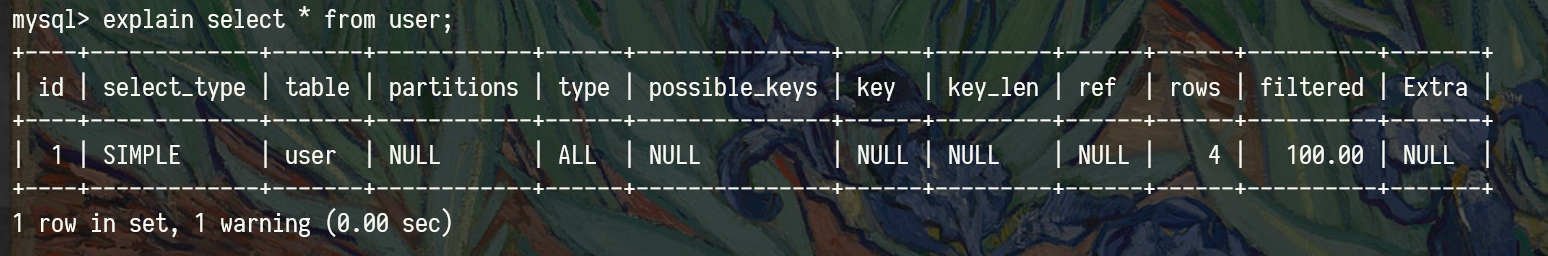 mysql> explain select * from user;
+----+-------------+-------+------------+------+---------------+------+---------+------+------+----------+-------+
| id | select_type | table | partitions | type | possible_keys | key  | key_len | ref  | rows | filtered | Extra |
+----+-------------+-------+------------+------+---------------+------+---------+------+------+----------+-------+
|  1 | SIMPLE      | user  | NULL       | ALL  | NULL          | NULL | NULL    | NULL |    4 |   100.00 | NULL  |
+----+-------------+-------+------------+------+---------------+------+---------+------+------+----------+-------+
1 row in set, 1 warning (0.00 sec)